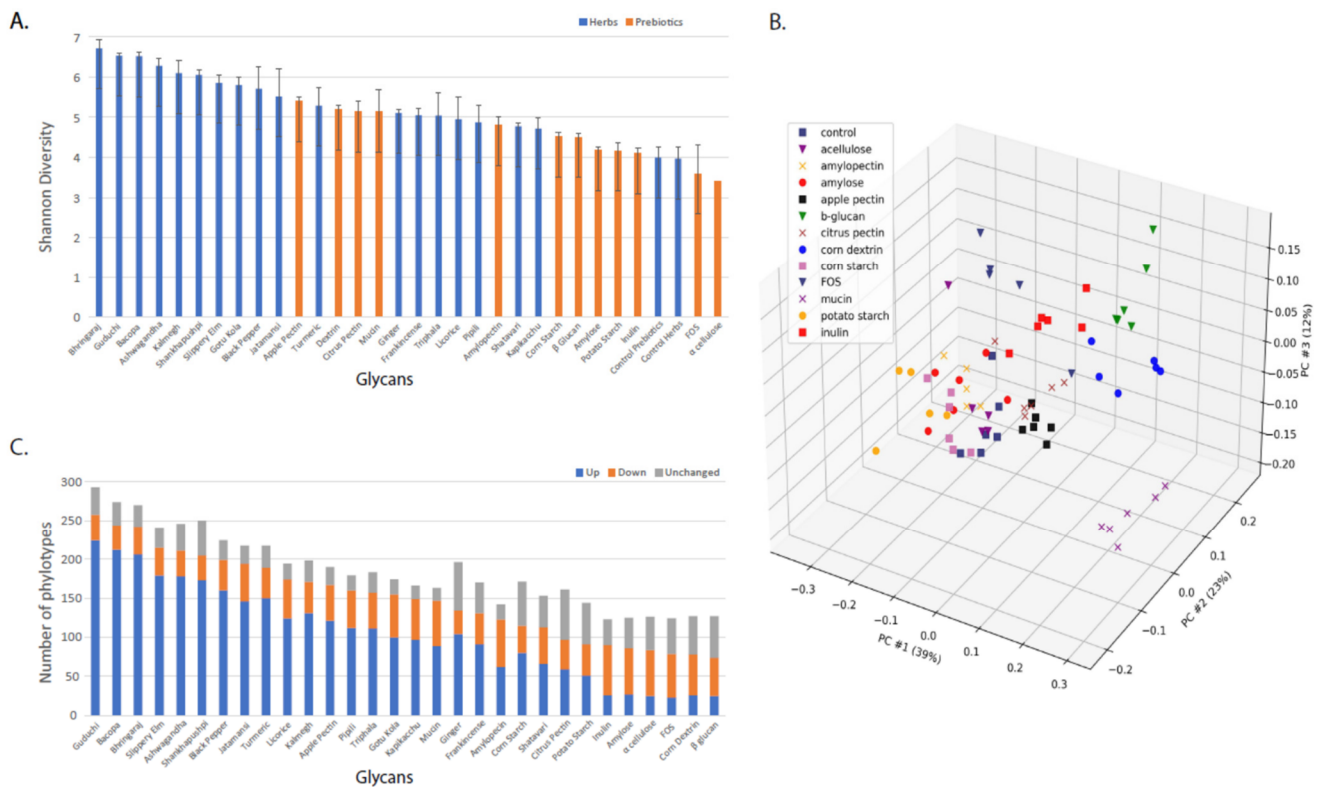 A.
Herbs Prebiotics
Shannon Diversity
7
6
5
4
3
2
1
0
Bhringaraj
Guduchi
Bacopa
Ashwagandha
Kalmegh
Shankhapuhpi
Slippery Elm
Gotu Kola
Black Pepper
Jatamansi
Apple Pectin
Turmeric
Dextrin
Citrus Pectin
Mucin
Ginger
Frankincense
Triphala
Licorice
Pipili
Amylopectin
Shatavari
Kapikacchu
Corn Starch
β Glucan
Amylose
Potato Starch
Inulin
Control Prebiotics
Control Herbs
FOS
α cellulose
Glycans
B.
control
acellulose
amylopectin
amylose
apple pectin
b-glucan
citrus pectin
corn dextrin
corn starch
FOS
mucin
potato starch
inulin
0.15
0.10
0.05
0.00
−0.05
−0.10
−0.15
−0.20
PC #3 (12%)
0.2
0.1
0.0
−0.1
−0.2
PC #2 (23%)
−0.3
−0.2
−0.1
0.0
0.1
0.2
0.3
PC #1 (39%)
C.
Up Down Unchanged
Number of phylotypes
300
250
200
150
100
50
0
Guduchi
Bacopa
Bhringaraj
Slippery Elm
Ashwagandha
Shankhapushpi
Black Pepper
Jatamansi
Turmeric
Licorice
Kalmegh
Apple Pectin
Pipili
Triphala
Gotu Kola
Kapikacchu
Mucin
Ginger
Frankincense
Amylopecin
Corn Starch
Shatavari
Citrus Pectin
Potato Starch
Inulin
Amylose
α cellulose
FOS
Corn Dextrin
β glucan
Glycans